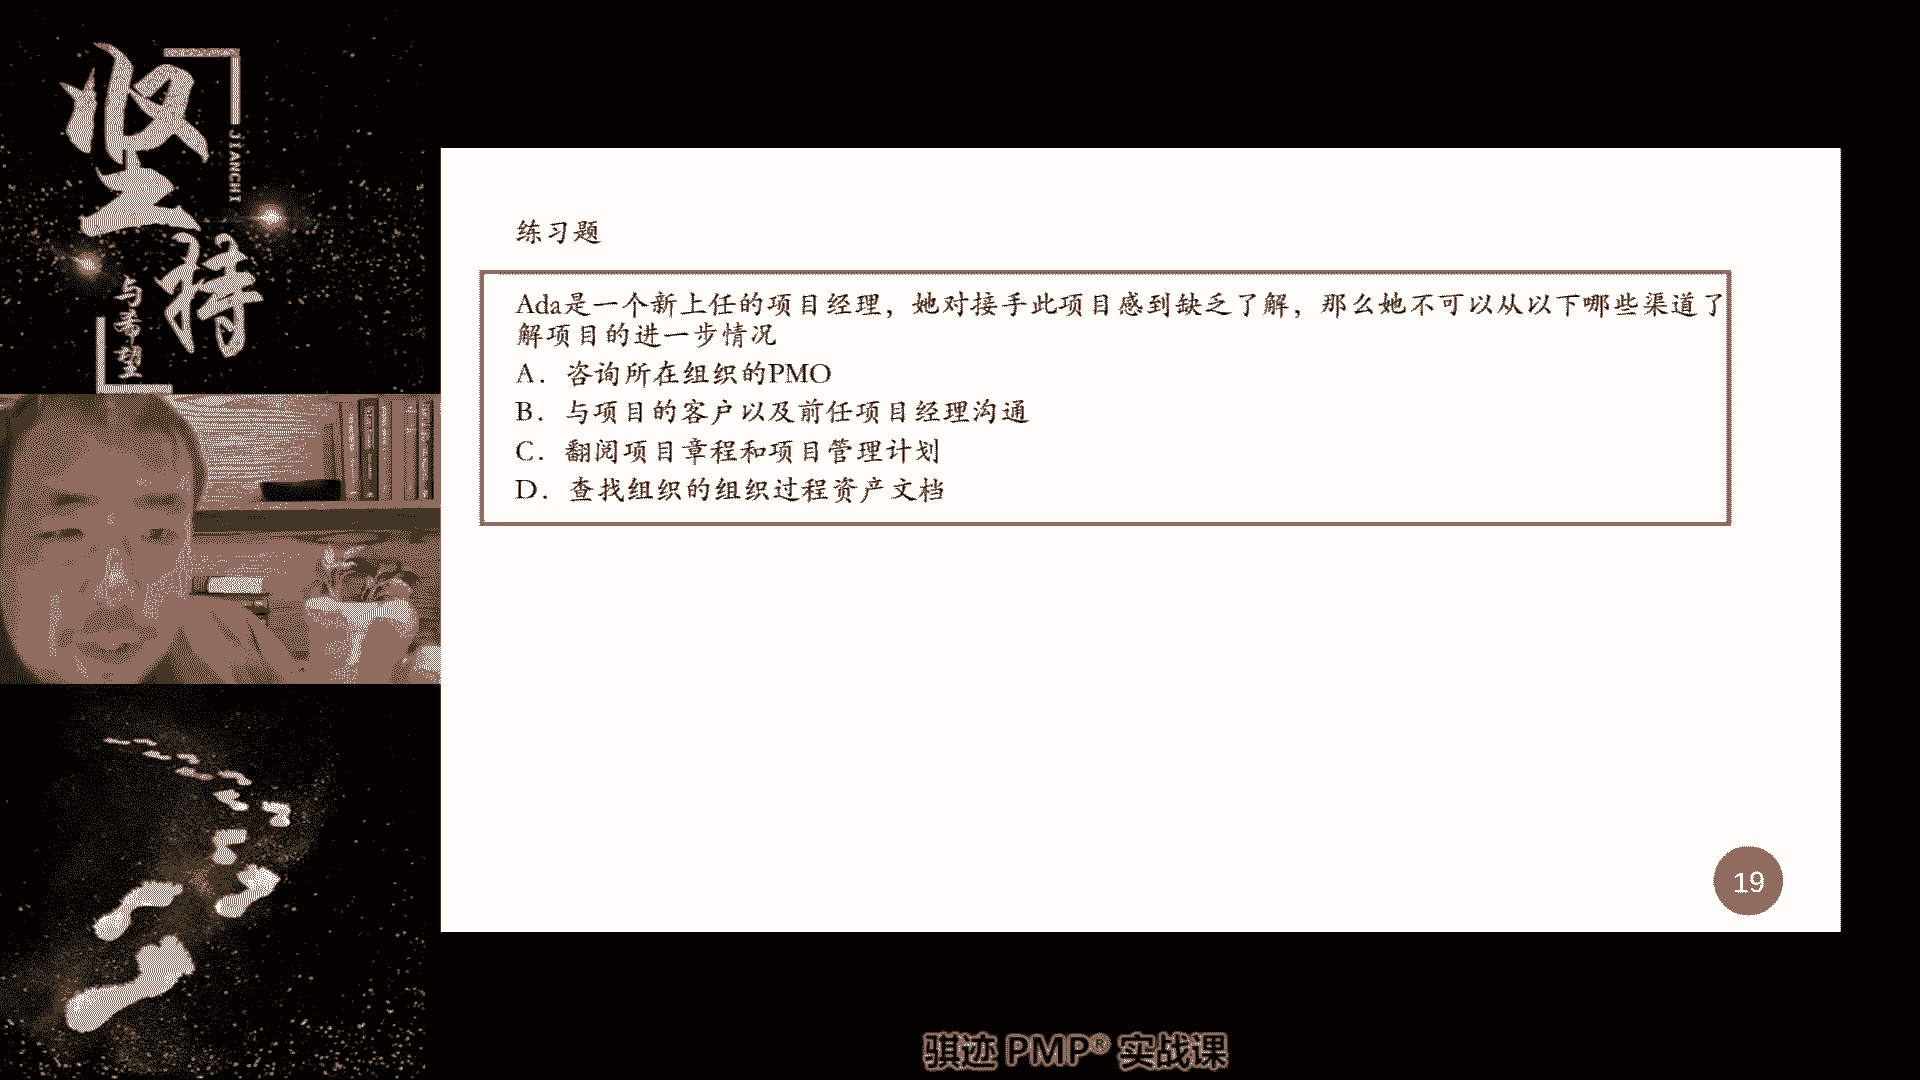 坚持
JIANCHI
与希望
练习题
Ada是一个新上任的项目经理，她对接手此项目感到缺乏了解，那么她不可以从以下哪些渠道了
解项目的进一步情况
A．咨询所在组织的PMO
B．与项目的客户以及前任项目经理沟通
C．翻阅项目章程和项目管理计划
D．查找组织的组织过程资产文档
19
骐迹 PMP® 实战课